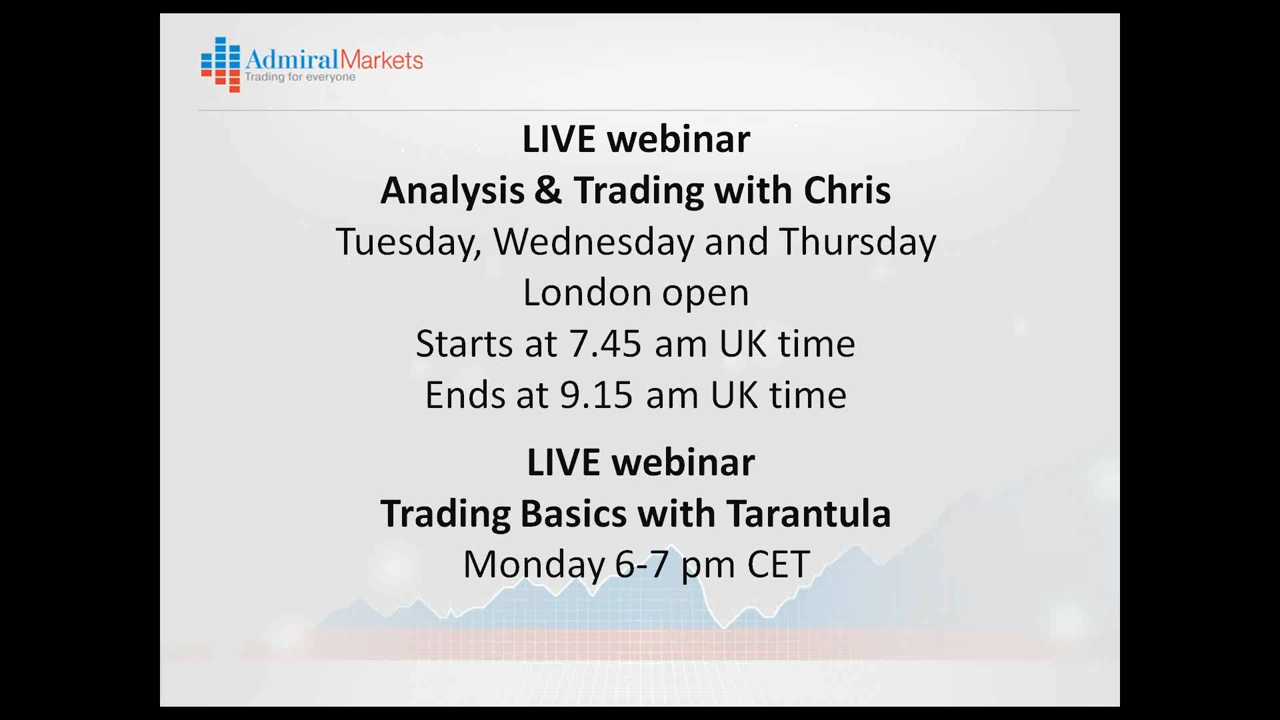 AdmiralMarkets
Trading for everyone
LIVE webinar
Analysis & Trading with Chris
Tuesday, Wednesday and Thursday
London open
Starts at 7.45 am UK time
Ends at 9.15 am UK time
LIVE webinar
Trading Basics with Tarantula
Monday 6-7 pm CET